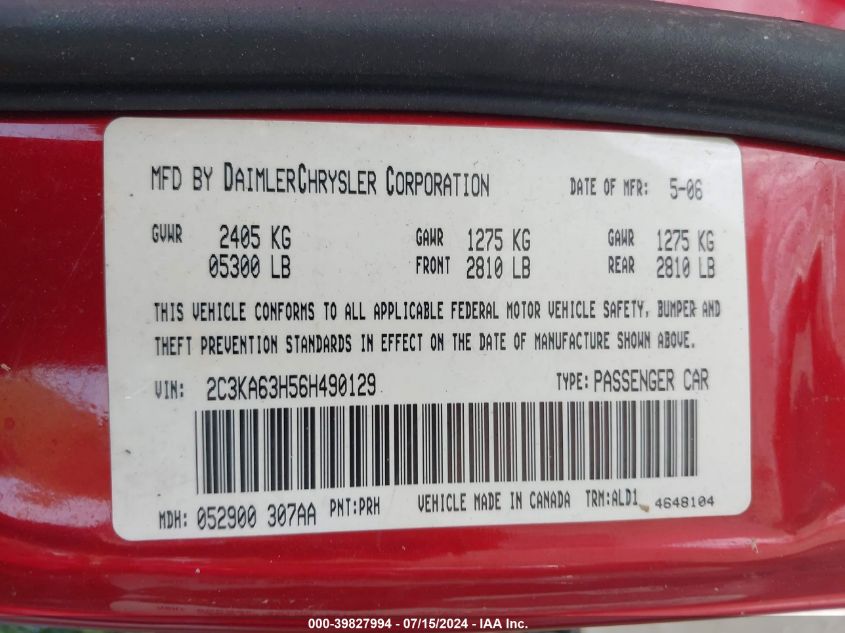 MFD BY DAIMLERCHRYSLER CORPORATION DATE OF MFR: 5-06
GVWR 2405 KG GAWR 1275 KG GAWR 1275 KG
05300 LB FRONT 2810 LB REAR 2810 LB
THIS VEHICLE CONFORMS TO ALL APPLICABLE FEDERAL MOTOR VEHICLE SAFETY, BUMPER AND
THEFT PREVENTION STANDARDS IN EFFECT ON THE DATE OF MANUFACTURE SHOWN ABOVE.
VIN: 2C3KA63H56H490129 TYPE: PASSENGER CAR
MDH: 052900 307AA PNT:PRH VEHICLE MADE IN CANADA TRM:ALD1 4648104
000-39827994 - 07/15/2024 - IAA Inc.